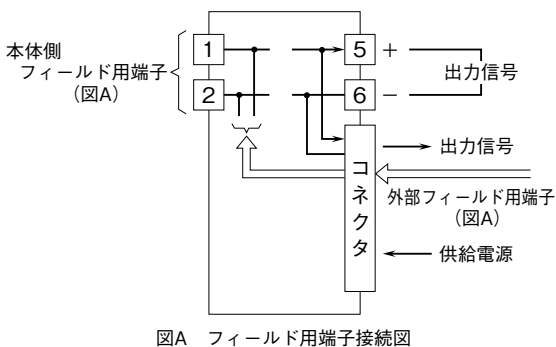 本体側
フィールド用端子
（図A）
1
2
5 +
6 −
出力信号
コネクタ
出力信号
外部フィールド用端子
（図A）
供給電源
図A　フィールド用端子接続図